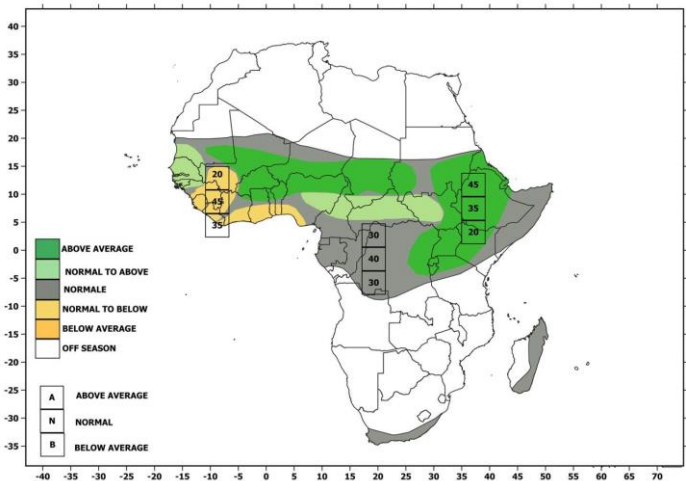 40
35
30
25
20
15
10
5
0
-5
-10
-15
-20
-25
-30
-35
20
45
35
45
35
20
30
40
30
ABOVE AVERAGE
NORMAL TO ABOVE
NORMALE
NORMAL TO BELOW
BELOW AVERAGE
OFF SEASON
A ABOVE AVERAGE
N NORMAL
B BELOW AVERAGE
-40 -35 -30 -25 -20 -15 -10 -5 0 5 10 15 20 25 30 35 40 45 50 55 60 65 70